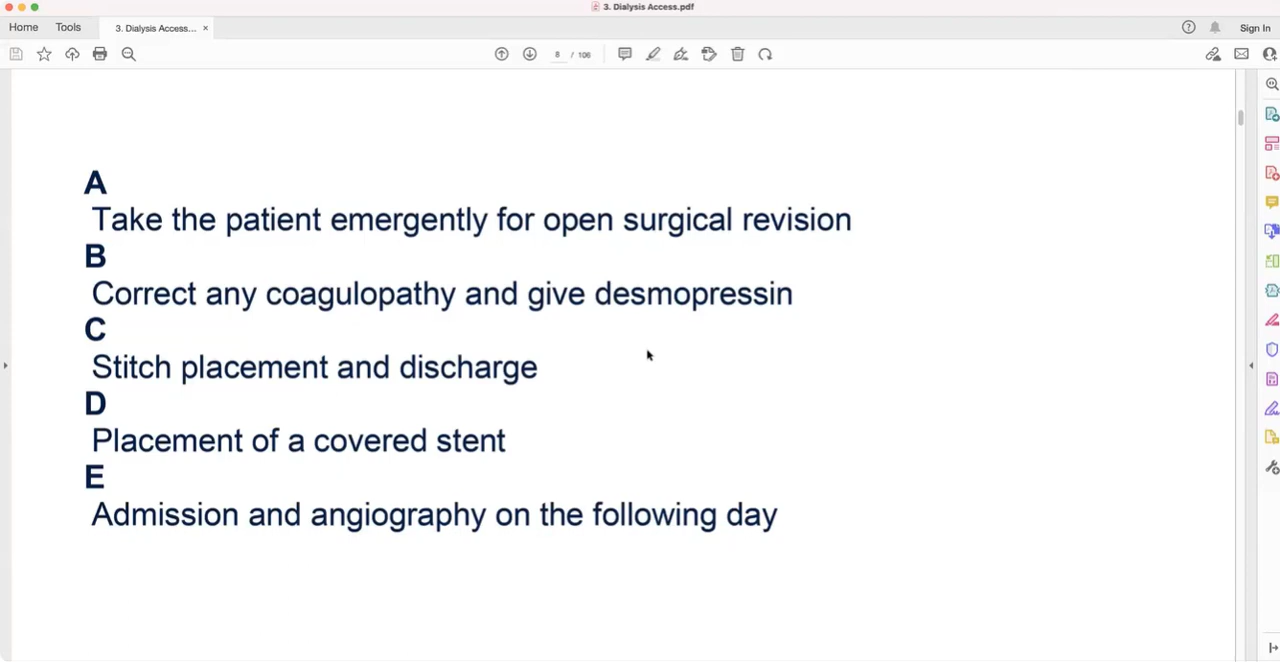 3. Dialysis Access.pdf
Home Tools 3. Dialysis Access... × Sign In
8 / 106
A
Take the patient emergently for open surgical revision
B
Correct any coagulopathy and give desmopressin
C
Stitch placement and discharge
D
Placement of a covered stent
E
Admission and angiography on the following day